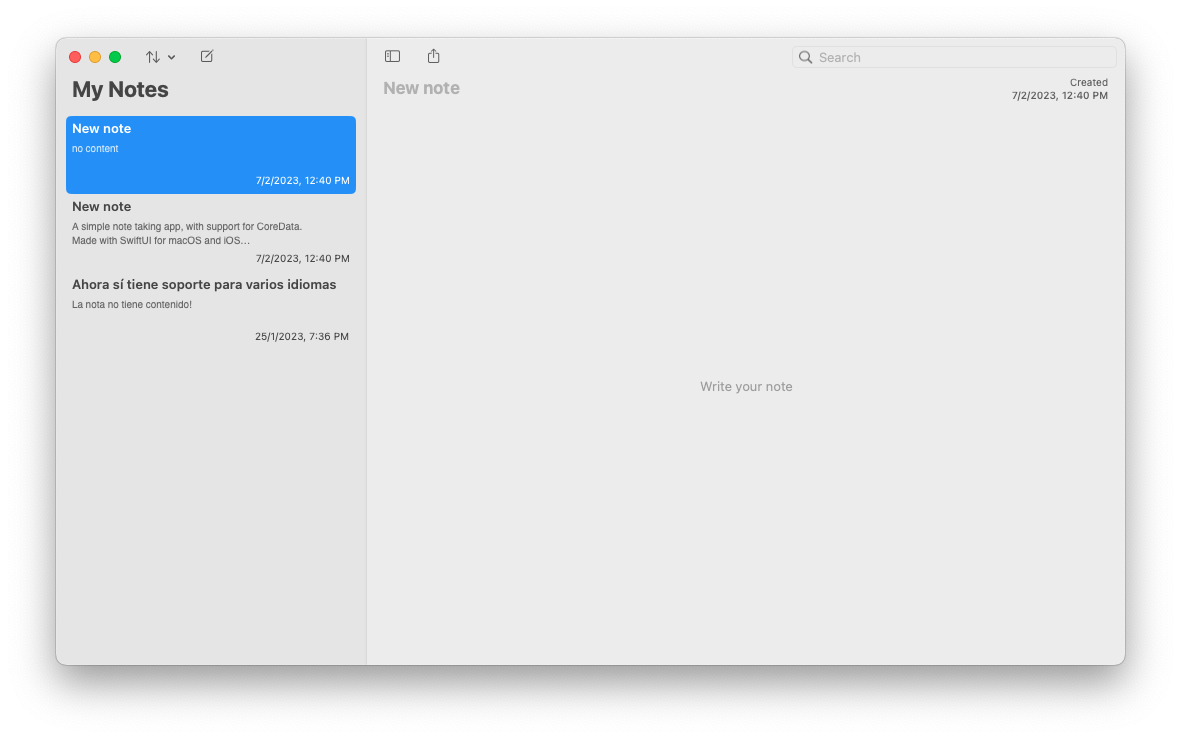 My Notes
New note
no content
7/2/2023, 12:40 PM
New note
A simple note taking app, with support for CoreData.
Made with SwiftUI for macOS and iOS…
7/2/2023, 12:40 PM
Ahora sí tiene soporte para varios idiomas
La nota no tiene contenido!
25/1/2023, 7:36 PM
Search
New note
Created
7/2/2023, 12:40 PM
Write your note